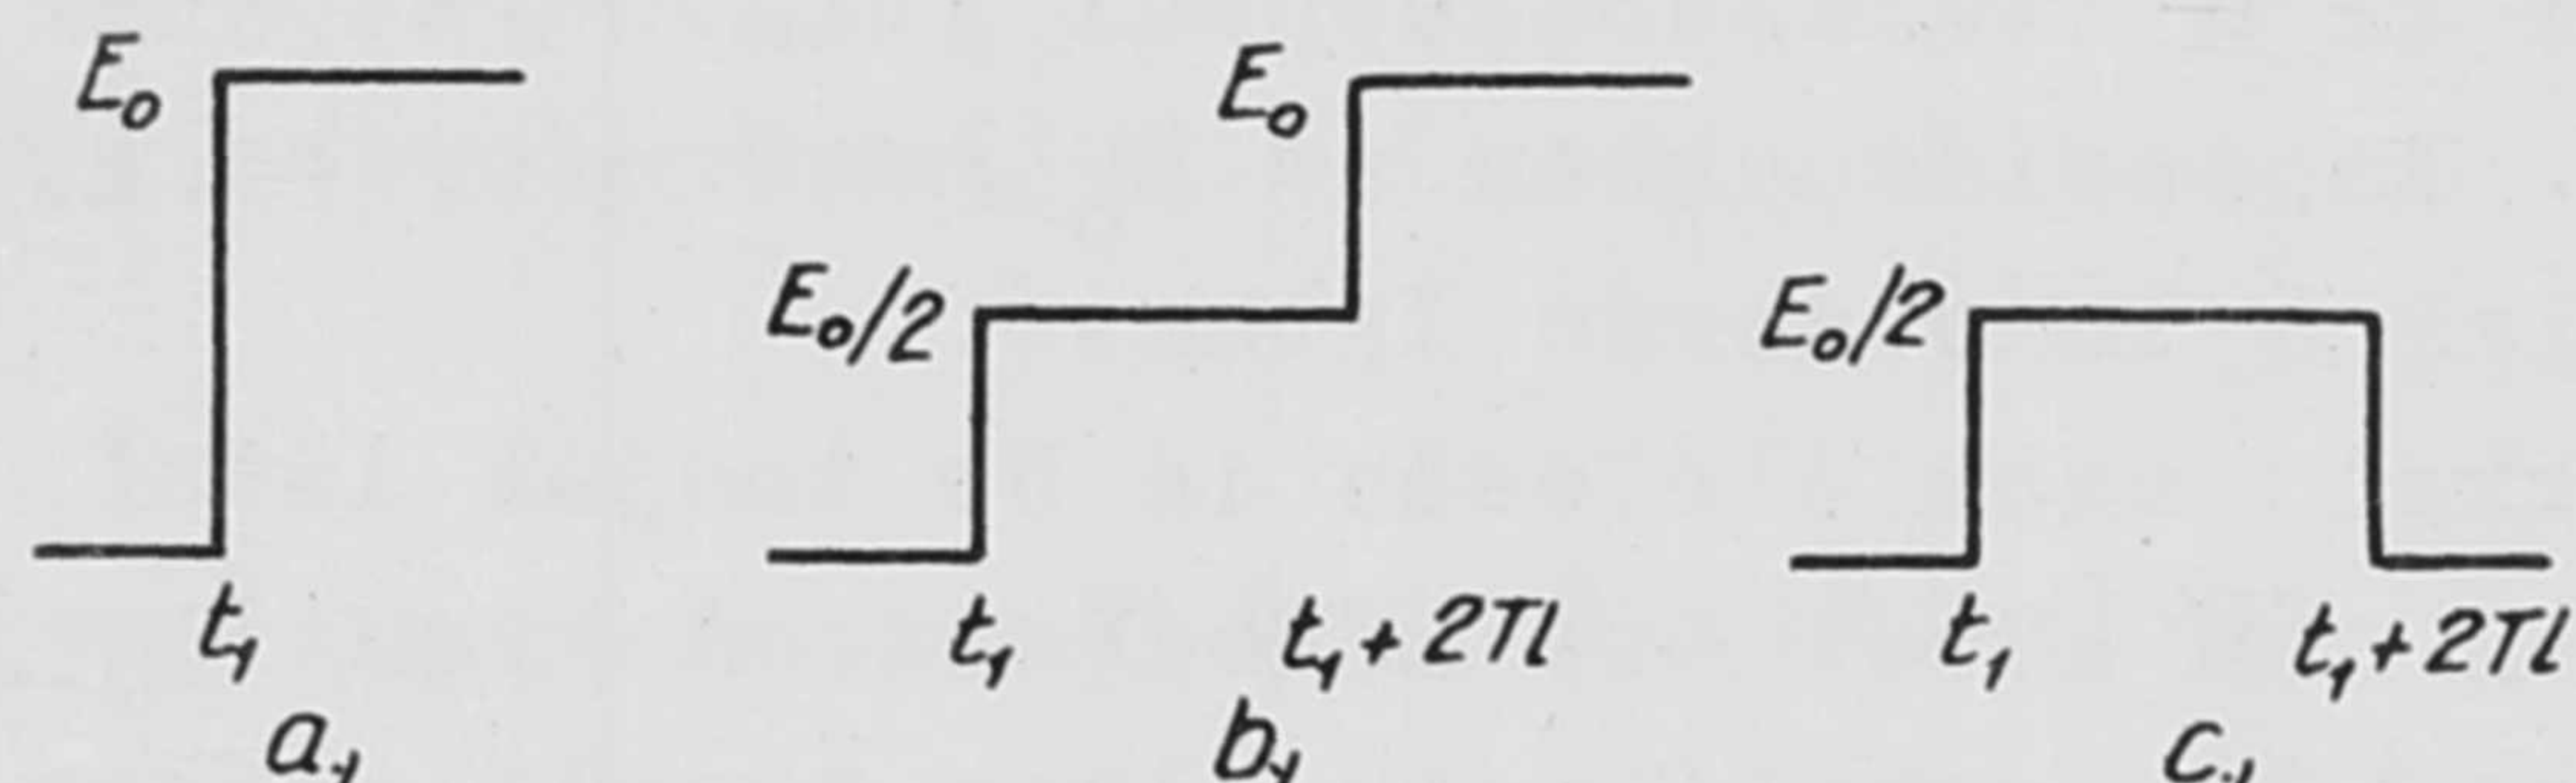 E₀ E₀
E₀/2 E₀/2
t₁ t₁ t₁ + 2Tl t₁ t₁ + 2Tl
a., b., c.,